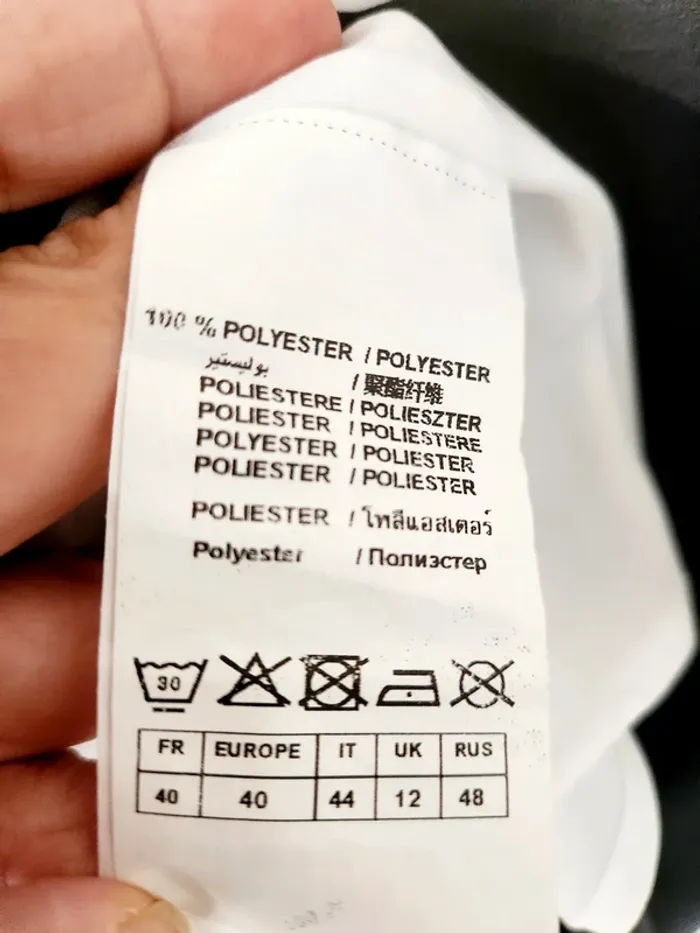 100 % POLYESTER / POLYESTER
بوليستير / 聚酯纤维
POLIESTERE / POLIESZTER
POLIESTER / POLIESTERE
POLYESTER / POLIESTER
POLIESTER / POLIESTER
POLIESTER / โพลีแอสเตอร์
Polyester / Полиэстер
30
FR EUROPE IT UK RUS
40 40 44 12 48